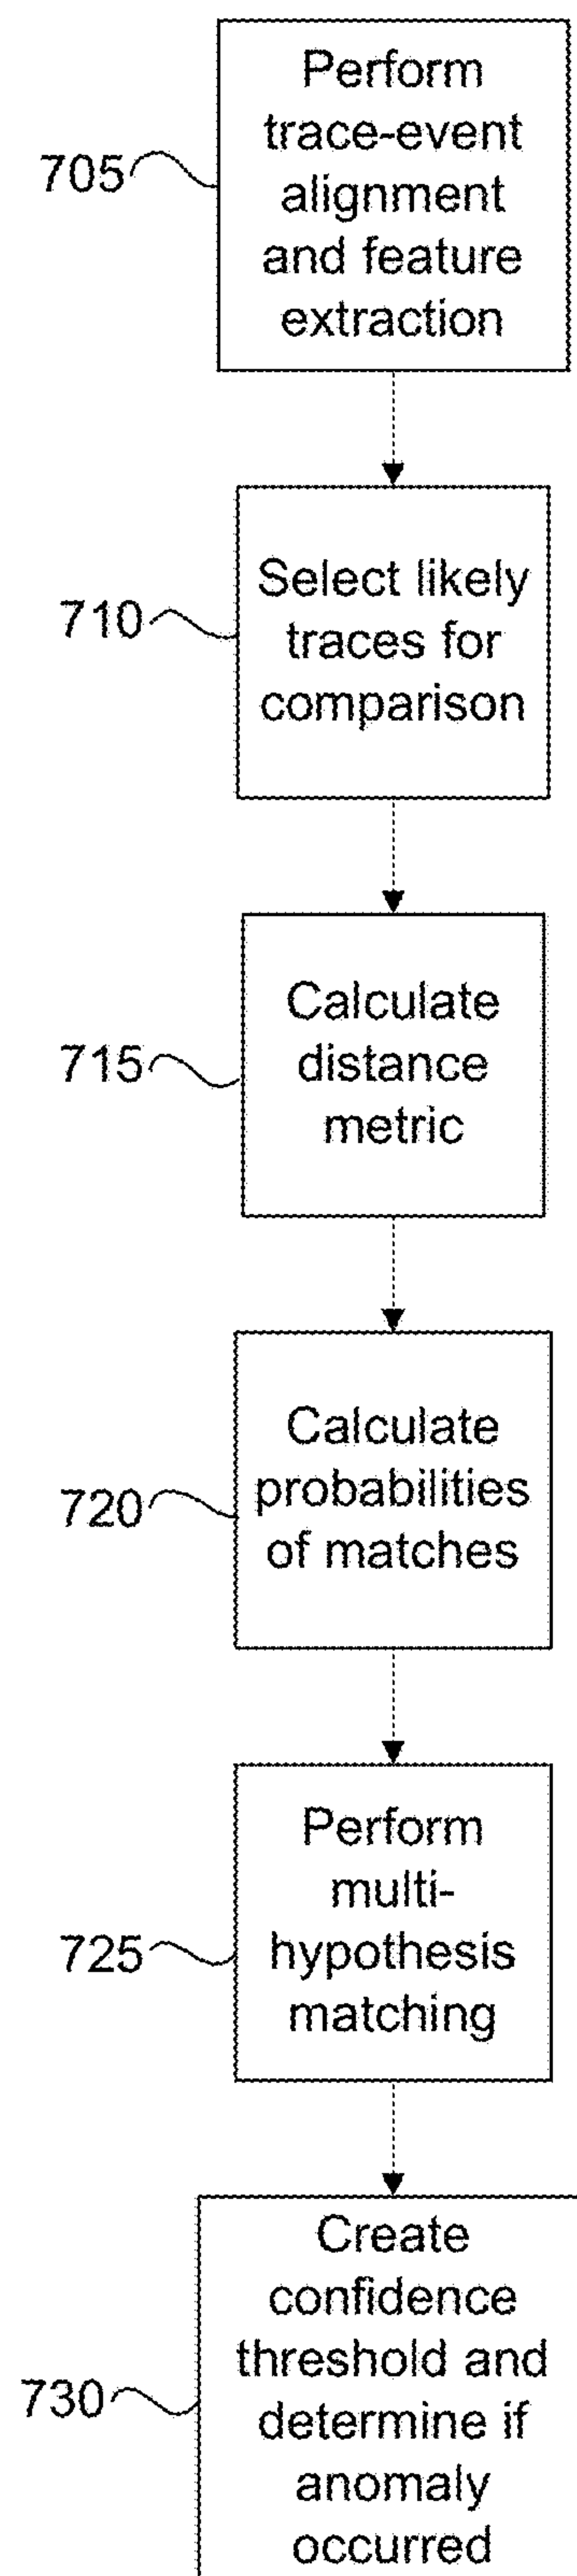 705
Perform
trace-event
alignment
and feature
extraction
710
Select likely
traces for
comparison
715
Calculate
distance
metric
720
Calculate
probabilities
of matches
725
Perform
multi-
hypothesis
matching
730
Create
confidence
threshold and
determine if
anomaly
occurred